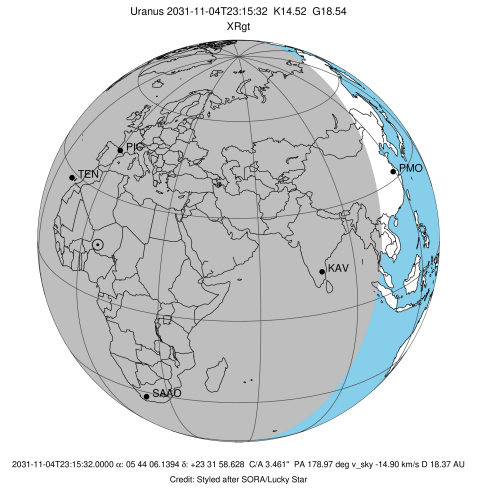 Uranus 2031-11-04T23:15:32 K14.52 G18.54
XRgt
PIC
TEN
PMO
KAV
SAAO
2031-11-04T23:15:32.0000 α: 05 44 06.1394 δ: +23 31 58.628 C/A 3.461" PA 178.97 deg v_sky -14.90 km/s D 18.37 AU
Credit: Styled after SORA/Lucky Star